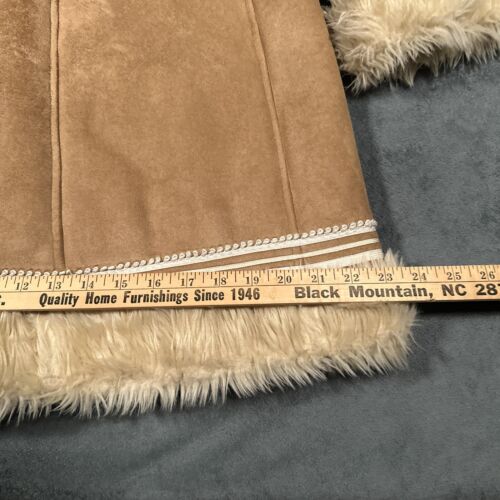 12 13 14 15 16 17 18 19 20 21 22 23 24 25 26
Quality Home Furnishings Since 1946 Black Mountain, NC 287